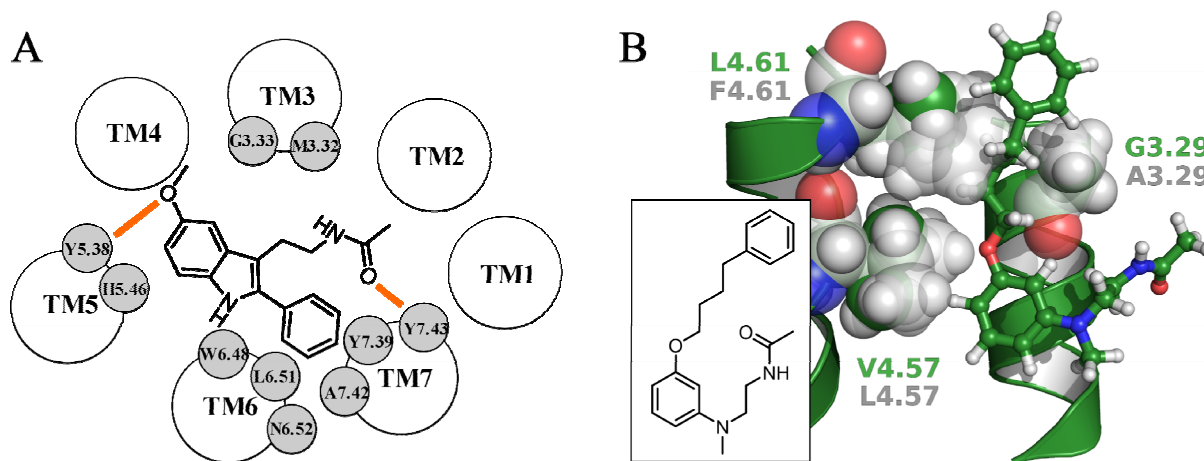 A
TM3
G3.33
M3.32
TM4
TM2
O
HN
O
Y5.38
TM5
H5.46
N
H
TM1
W6.48
L6.51
TM6
N6.52
Y7.39
Y7.43
TM7
A7.42
B
L4.61
F4.61
G3.29
A3.29
V4.57
L4.57
O
O
NH
N